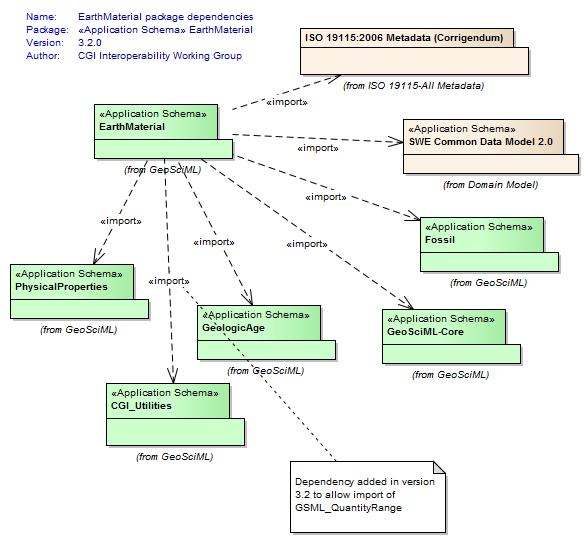 Name: EarthMaterial package dependencies
Package: «Application Schema» EarthMaterial
Version: 3.2.0
Author: CGI Interoperability Working Group
ISO 19115:2006 Metadata (Corrigendum)
(from ISO 19115-All Metadata)
«import»
«Application Schema»
EarthMaterial
(from GeoSciML)
«Application Schema»
SWE Common Data Model 2.0
(from Domain Model)
«import»
«import»
«Application Schema»
Fossil
(from GeoSciML)
«import»
«import»
«import»
«import»
«Application Schema»
PhysicalProperties
(from GeoSciML)
«Application Schema»
GeologicAge
(from GeoSciML)
«Application Schema»
GeoSciML-Core
(from GeoSciML)
«Application Schema»
CGI_Utilities
(from GeoSciML)
Dependency added in version
3.2 to allow import of
GSML_QuantityRange